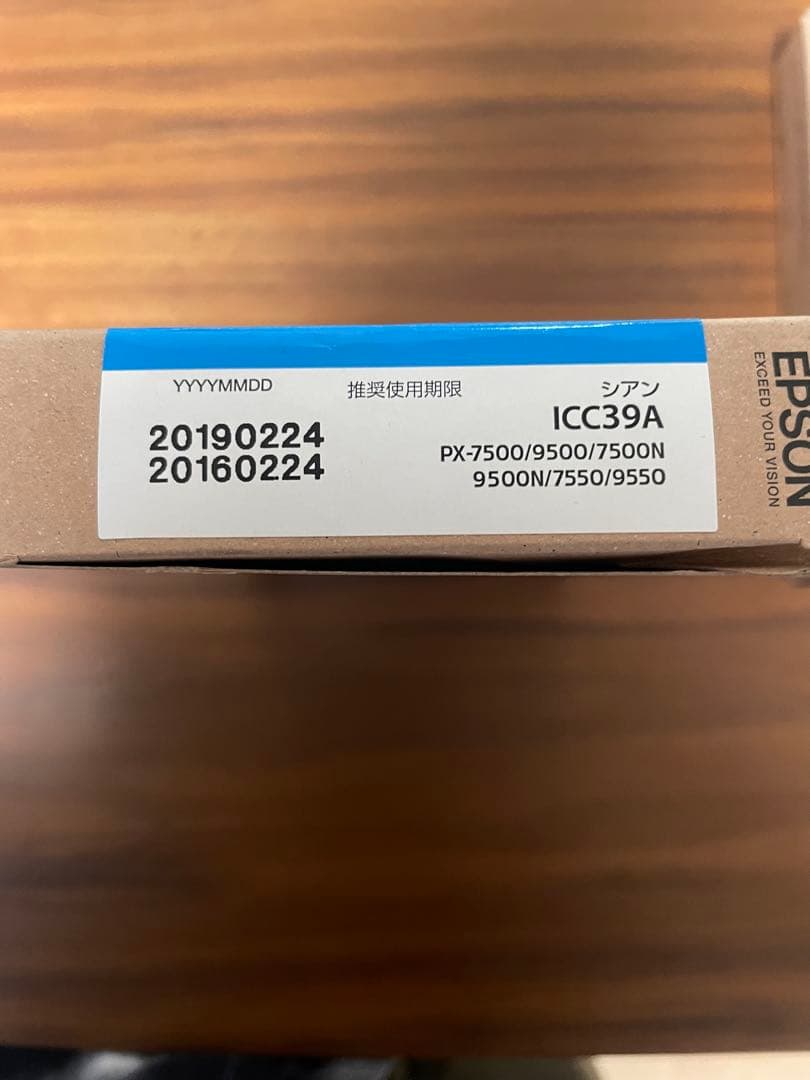 YYYYMMDD
推奨使用期限
20190224
20160224
シアン
ICC39A
PX-7500/9500/7500N
9500N/7550/9550
EPSON
EXCEED YOUR VISION